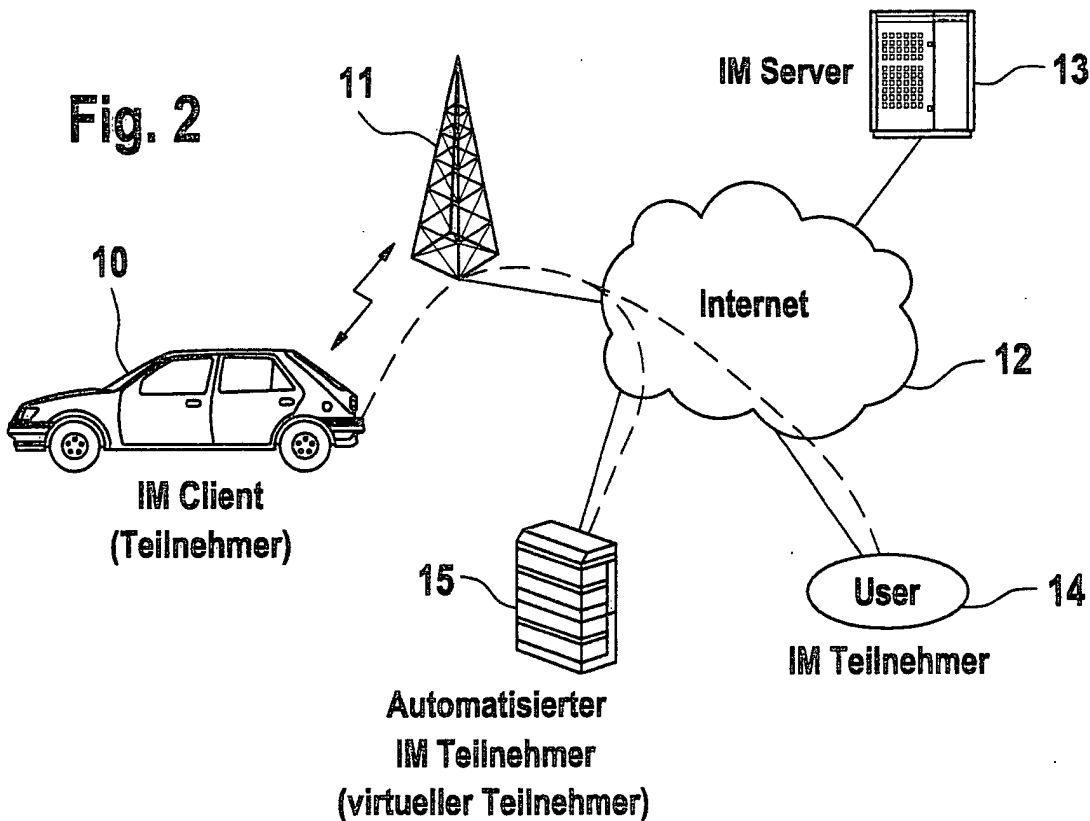 Fig. 2
11
IM Server
13
10
Internet
12
IM Client
(Teilnehmer)
15
User
14
IM Teilnehmer
Automatisierter
IM Teilnehmer
(virtueller Teilnehmer)